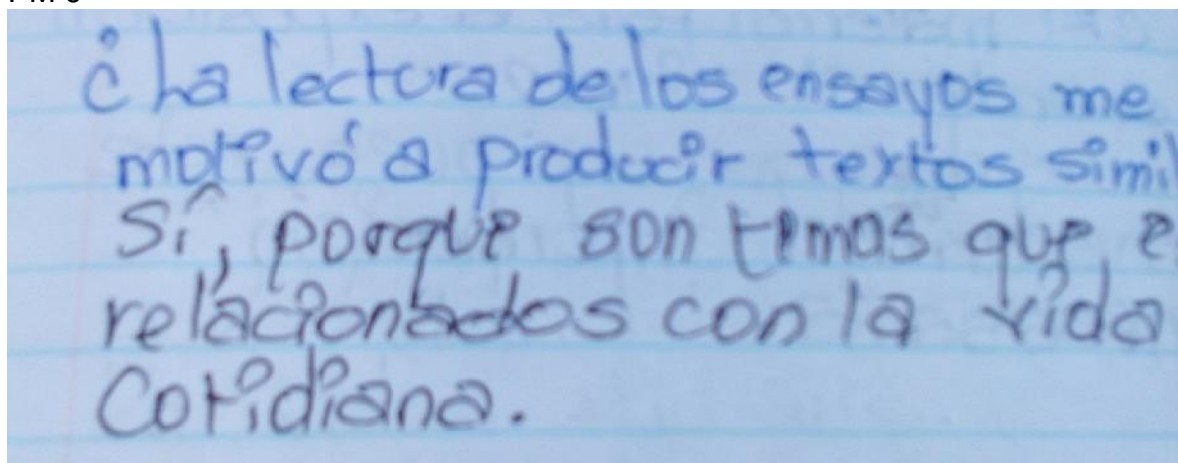 ¿La lectura de los ensayos me
motivó a producir textos simil
Sí, porque son temas que e
relacionados con la vida
Cotidiana.